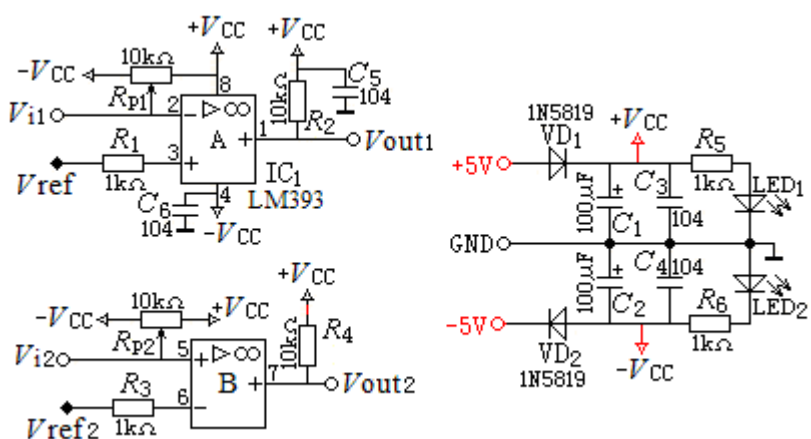 +VCC +VCC
10kΩ
-VCC 8 C5
RP1 10kΩ 104
Vi1 2 - ▷∞ R2
A + 1 Vout1
R1 3 +
Vref 1kΩ 4 IC1
C6 LM393
104 -VCC
+VCC
10kΩ
-VCC +VCC R4
RP2 10kΩ
Vi2 5 + ▷∞
R3 B + 7 Vout2
6 -
Vref2 1kΩ
1N5819
VD1 +VCC R5
+5V C3 1kΩ LED1
100μF + C1 104
GND
100μF + C2 C4 104
R6 LED2
-5V
VD2 1kΩ
1N5819 -VCC